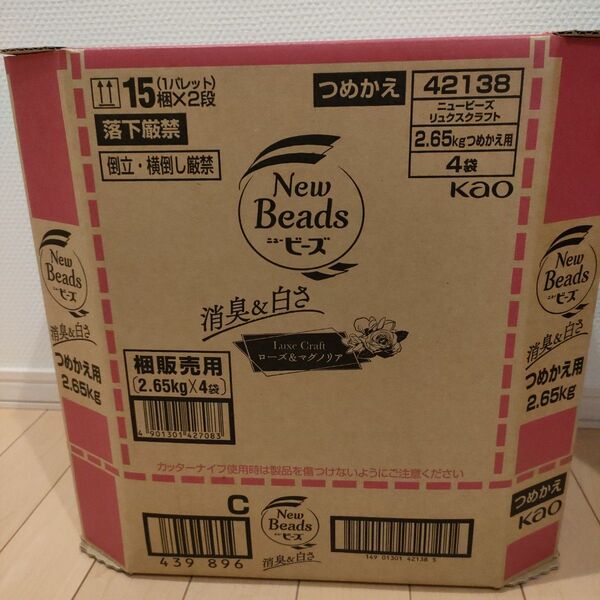 15
(1パレット)
梱×2段
落下厳禁
倒立・横倒し厳禁
つめかえ
42138
ニュービーズ
リュクスクラフト
2.65kgつめかえ用
4袋
Kao
New
Beads
ニュービーズ
消臭&白さ
Luxe Craft
ローズ&マグノリア
梱販売用
(2.65kg×4袋)
4 901301 427083
カッターナイフ使用時は製品を傷つけないようにご注意ください
New
Beads
ニュービーズ
消臭&白さ
つめかえ用
2.65kg
New
Beads
ニュービーズ
消臭&白さ
つめかえ用
2.65kg
C
439 896
New
Beads
ニュービーズ
消臭&白さ
149 01301 42138 5
つめかえ
Kao